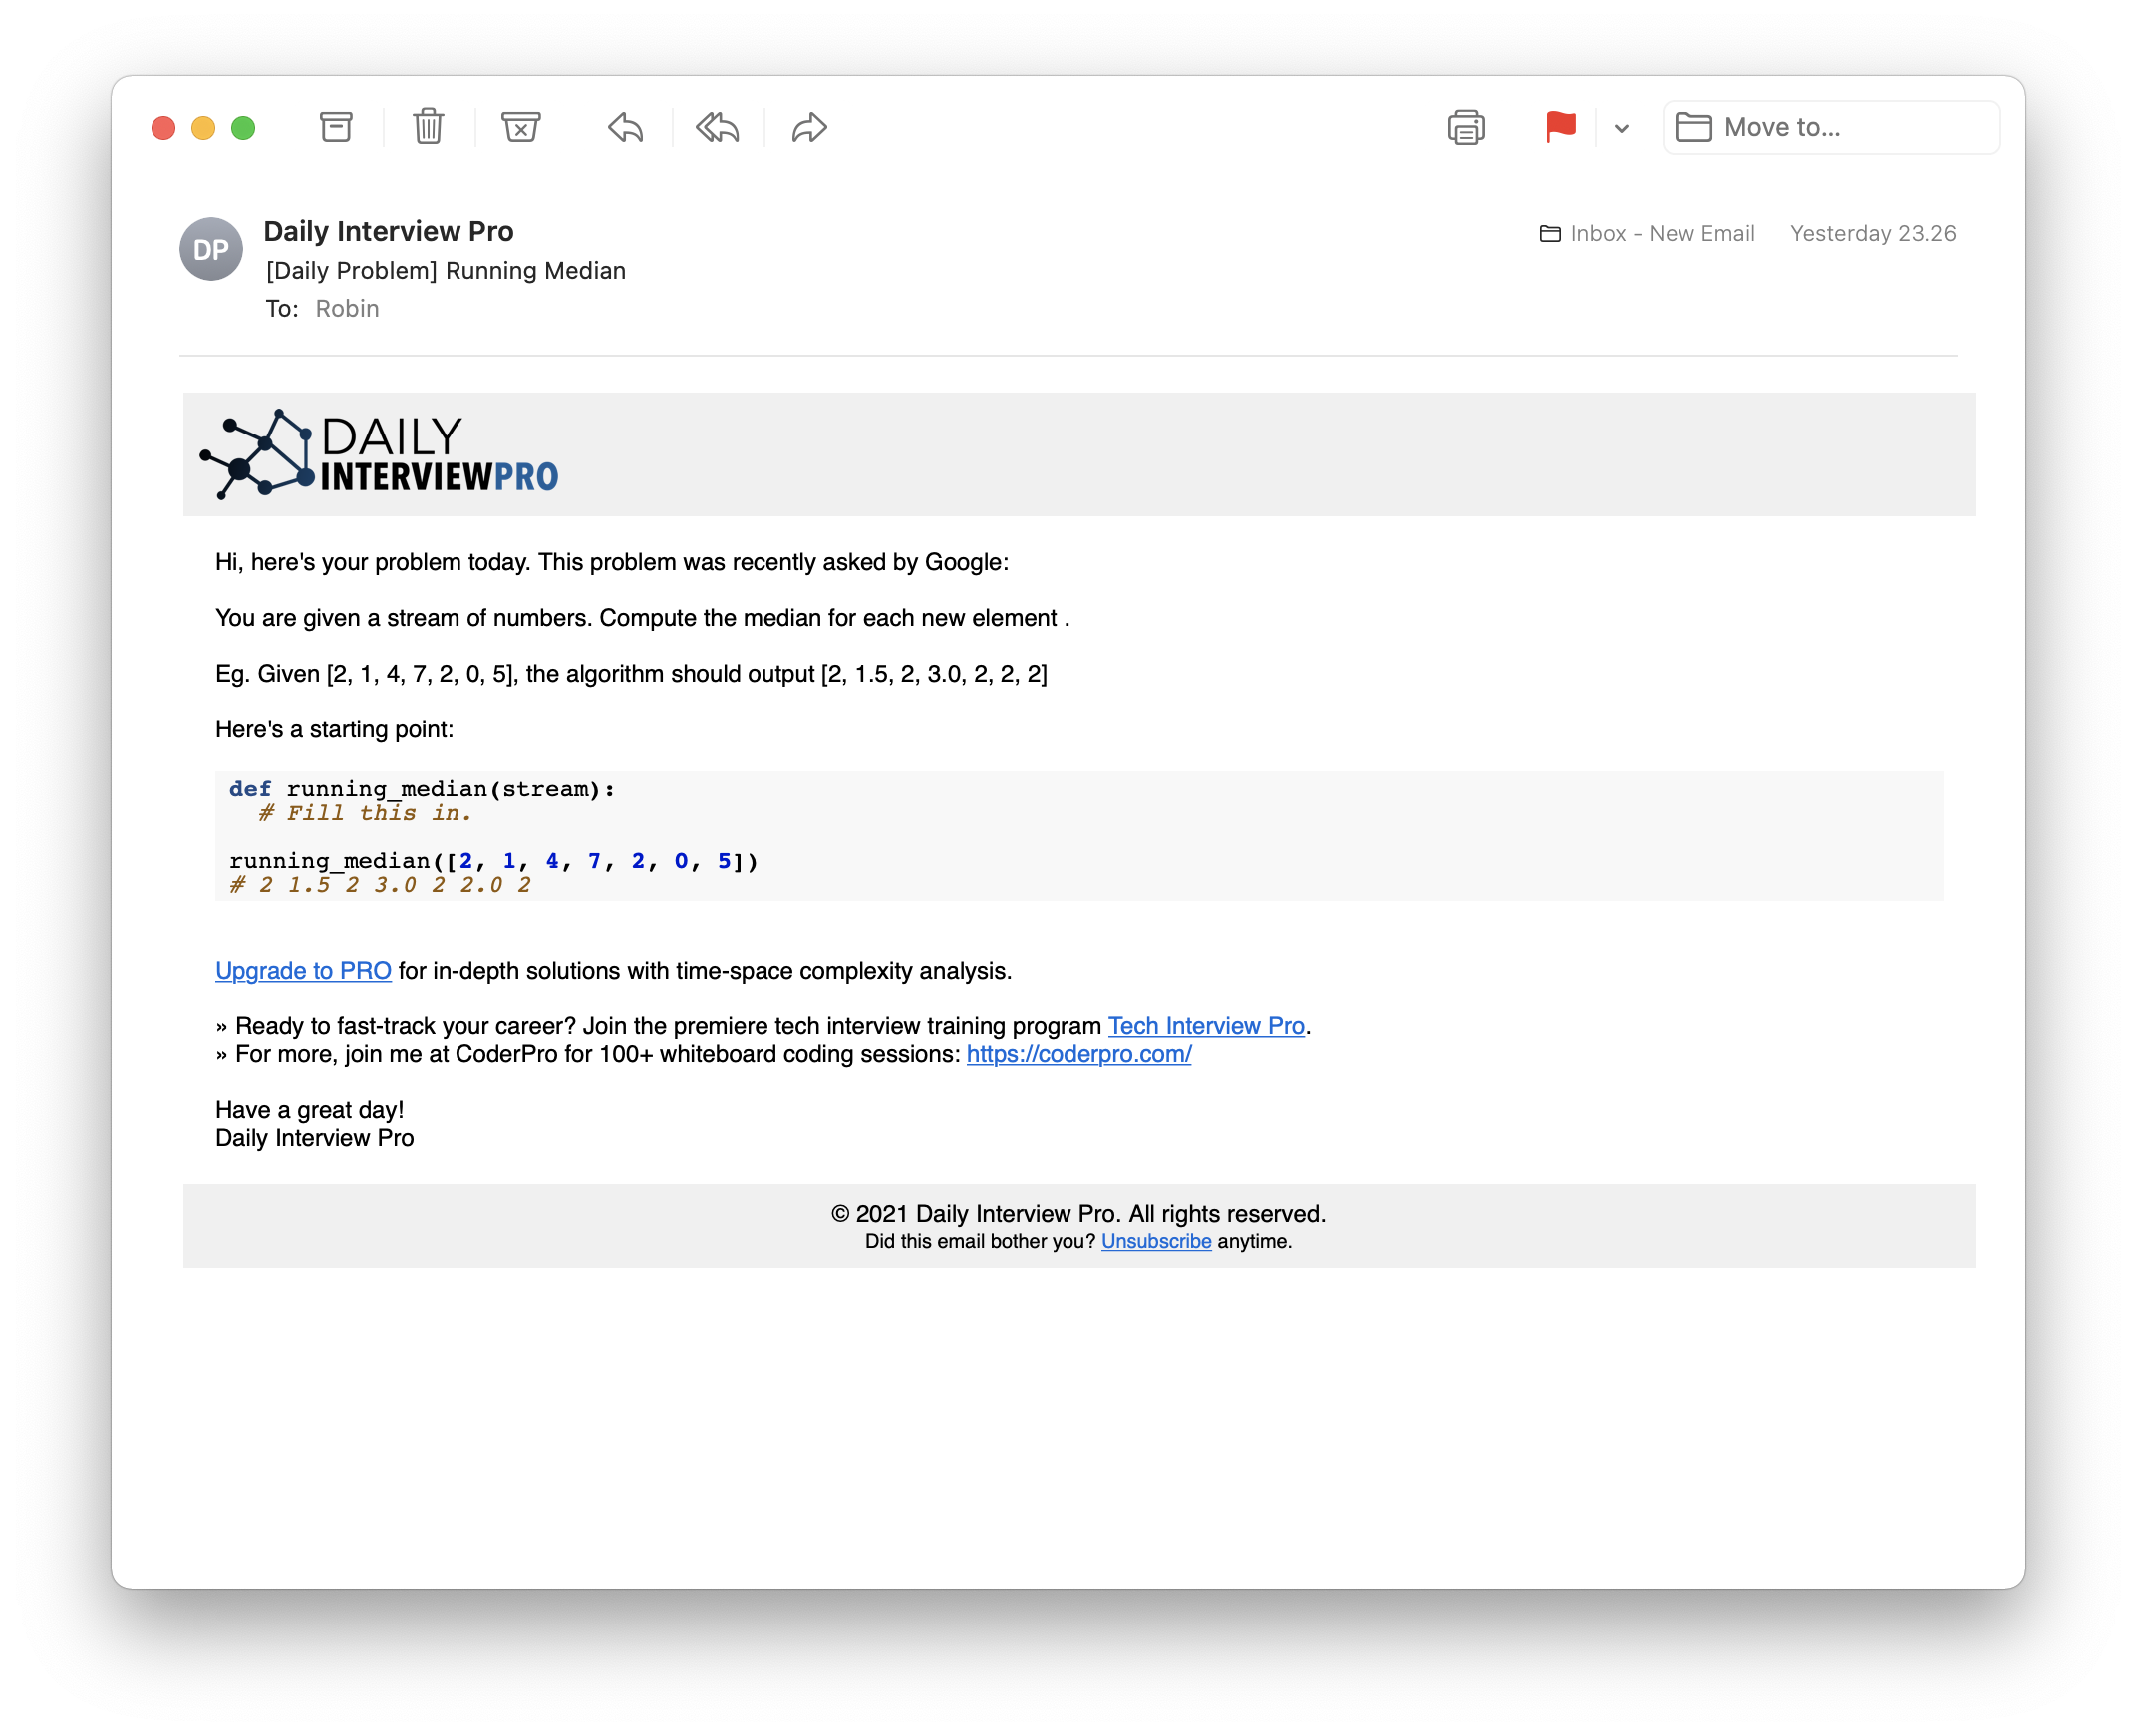 Move to...
DP
Daily Interview Pro
Inbox - New Email
Yesterday 23.26
[Daily Problem] Running Median
To: Robin
DAILY
INTERVIEWPRO
Hi, here's your problem today. This problem was recently asked by Google:
You are given a stream of numbers. Compute the median for each new element .
Eg. Given [2, 1, 4, 7, 2, 0, 5], the algorithm should output [2, 1.5, 2, 3.0, 2, 2, 2]
Here's a starting point:
def running_median(stream):
  # Fill this in.
running_median([2, 1, 4, 7, 2, 0, 5])
# 2 1.5 2 3.0 2 2.0 2
Upgrade to PRO for in-depth solutions with time-space complexity analysis.
» Ready to fast-track your career? Join the premiere tech interview training program Tech Interview Pro.
» For more, join me at CoderPro for 100+ whiteboard coding sessions: https://coderpro.com/
Have a great day!
Daily Interview Pro
© 2021 Daily Interview Pro. All rights reserved.
Did this email bother you? Unsubscribe anytime.